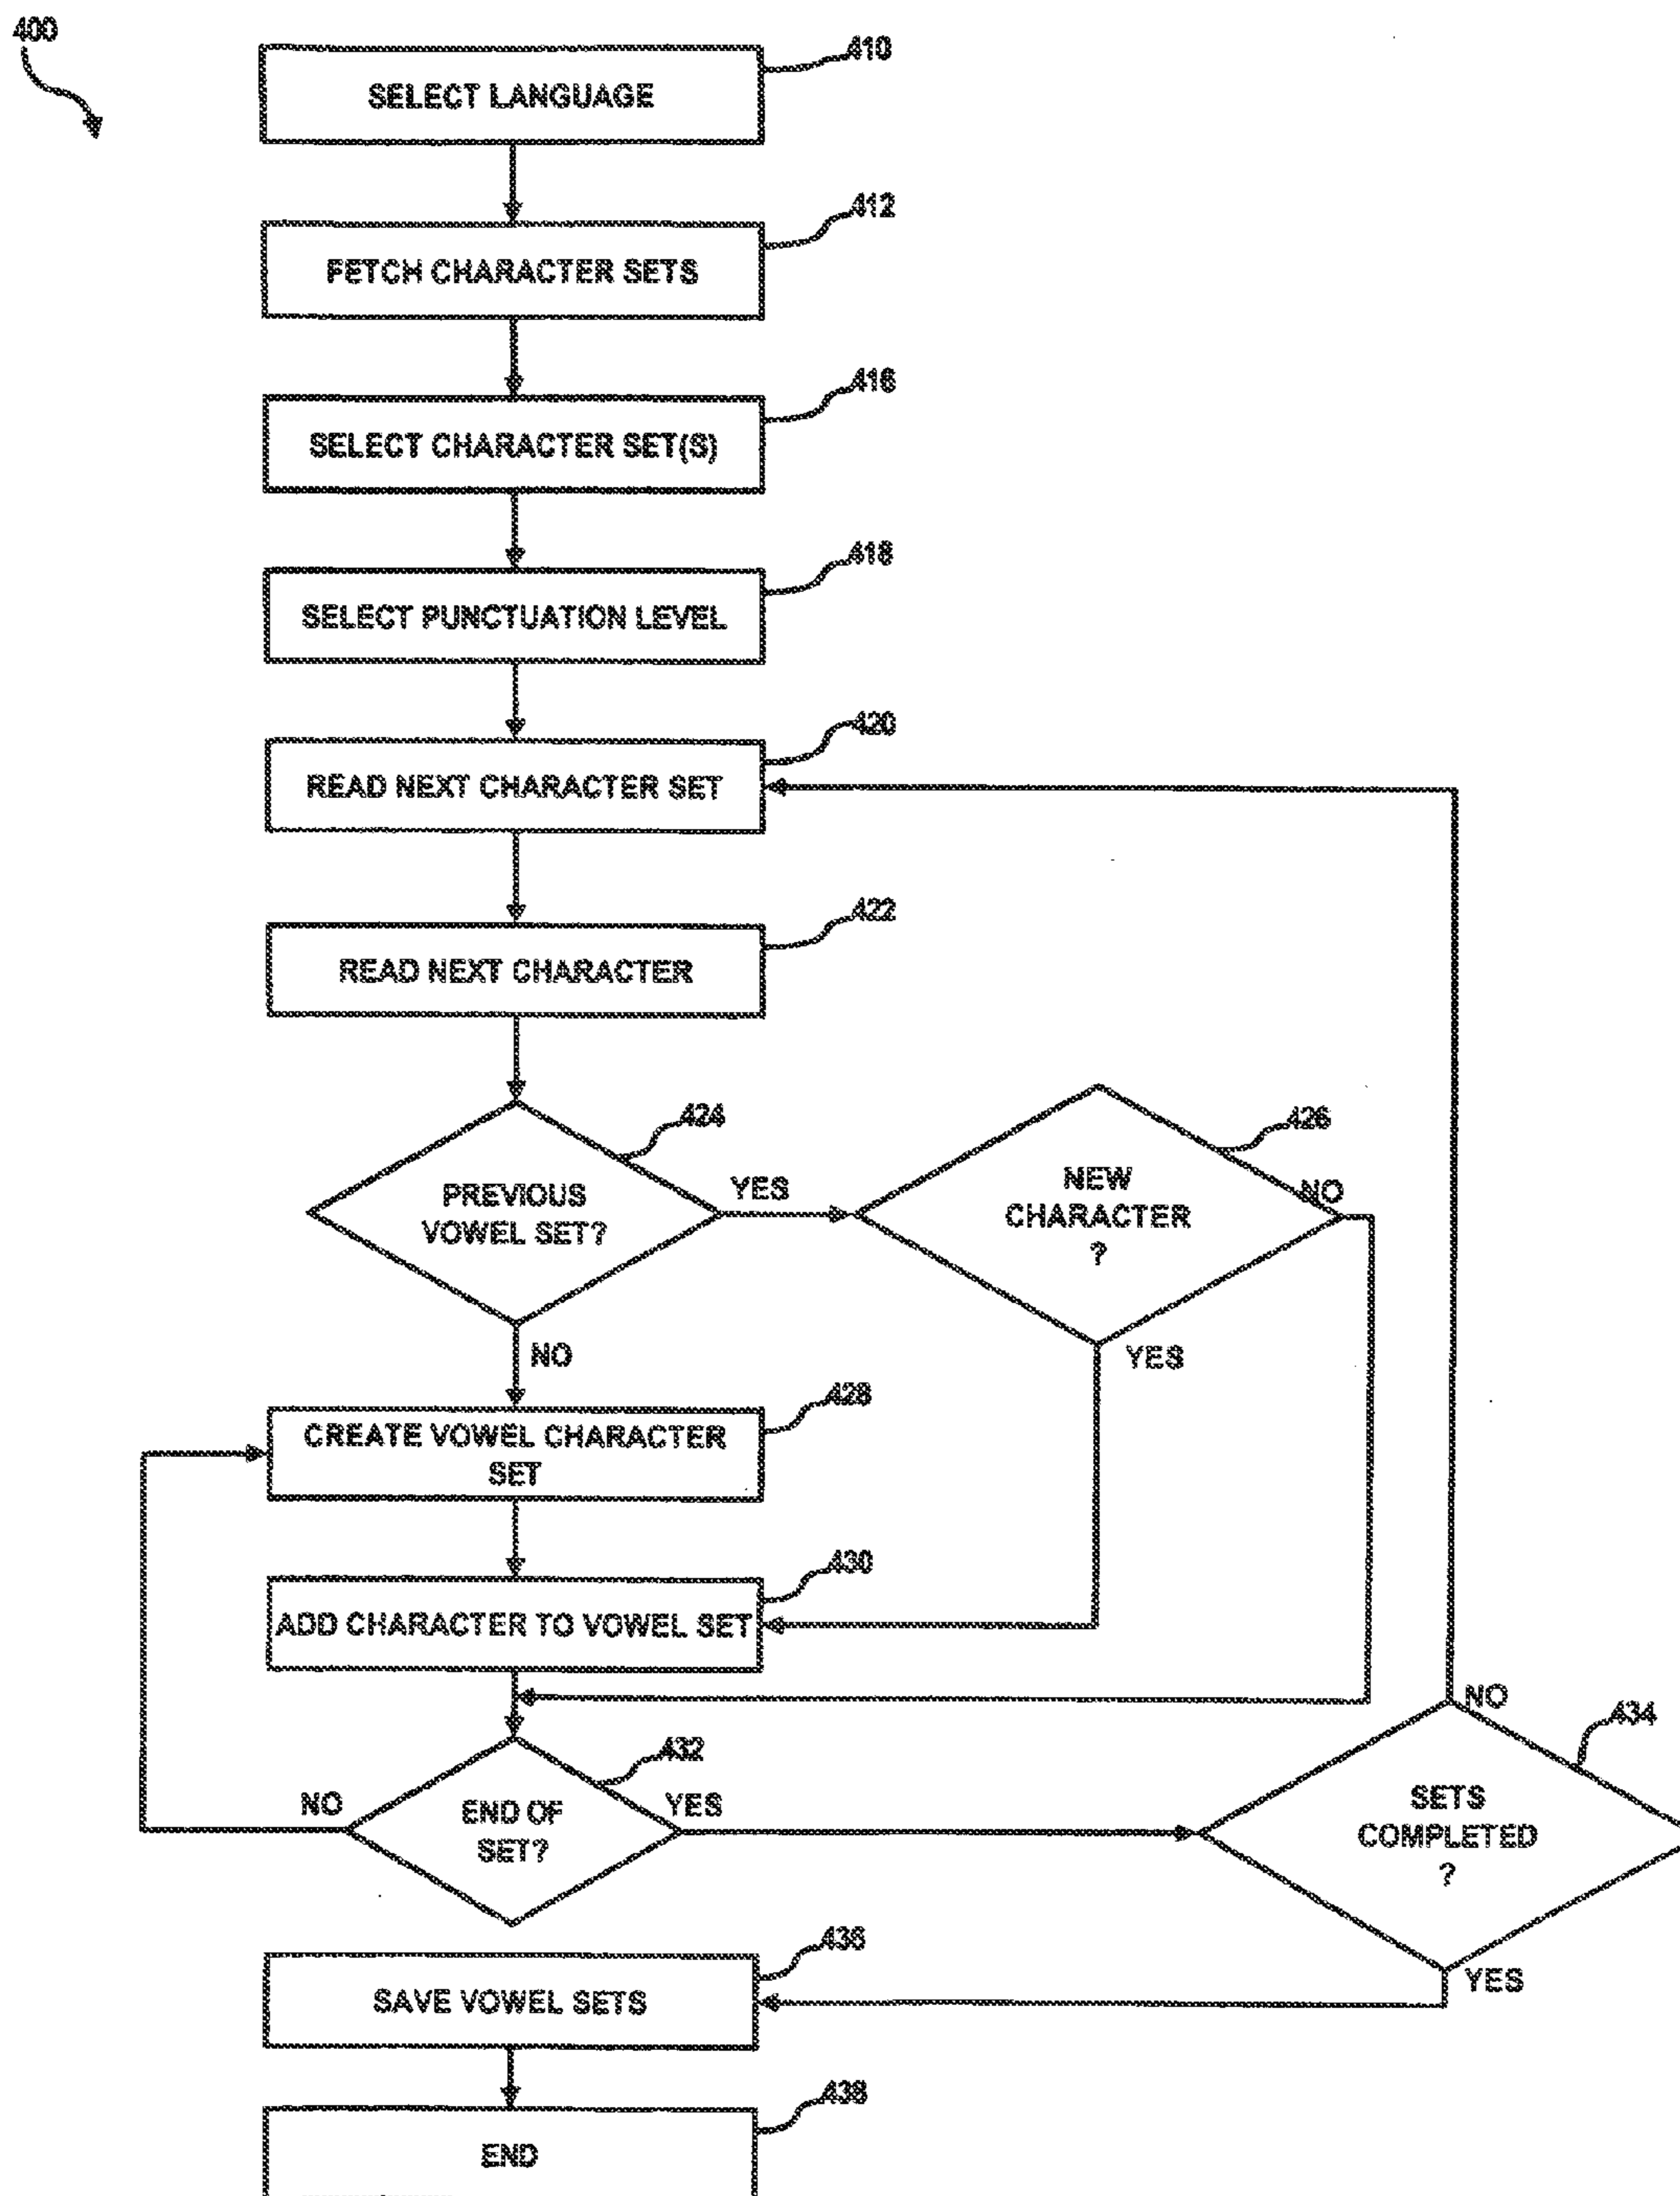 400
410
SELECT LANGUAGE
412
FETCH CHARACTER SETS
416
SELECT CHARACTER SET(S)
418
SELECT PUNCTUATION LEVEL
420
READ NEXT CHARACTER SET
422
READ NEXT CHARACTER
424
PREVIOUS
VOWEL SET?
YES
NO
426
NEW
CHARACTER
?
NO
YES
428
CREATE VOWEL CHARACTER
SET
430
ADD CHARACTER TO VOWEL SET
432
END OF
SET?
NO
YES
434
SETS
COMPLETED
?
NO
YES
436
SAVE VOWEL SETS
438
END